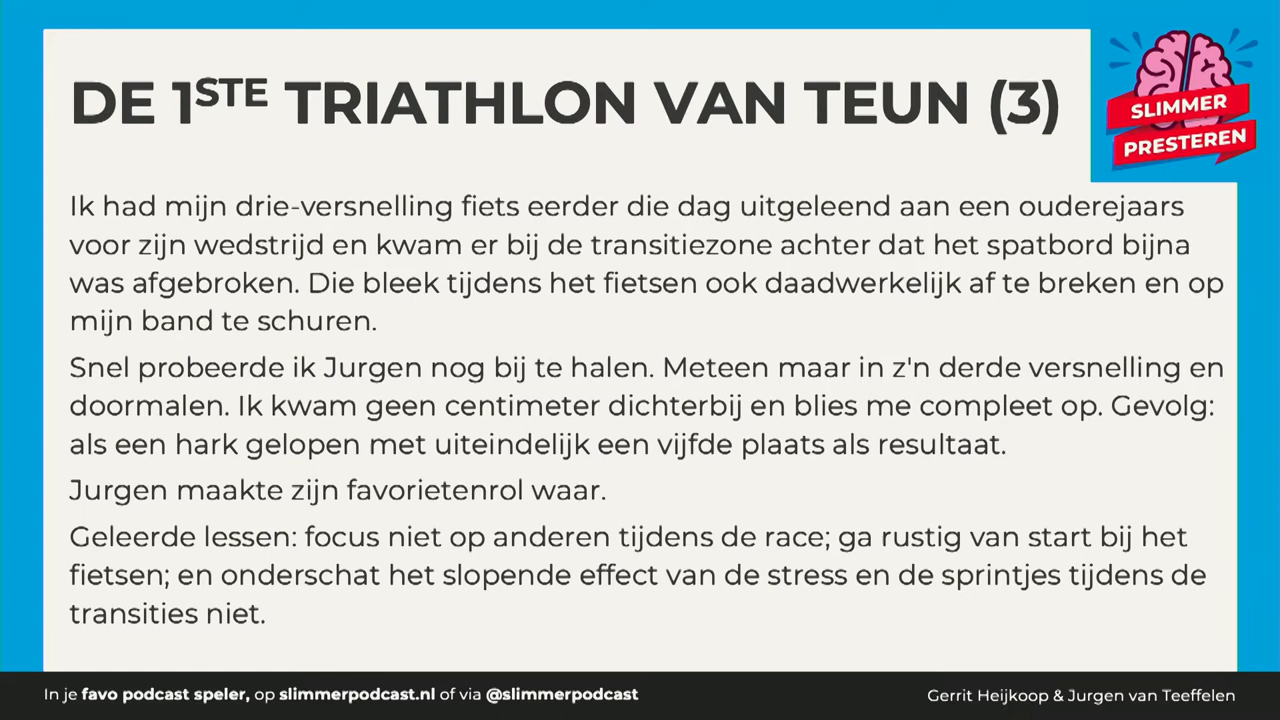 DE 1STE TRIATHLON VAN TEUN (3)
SLIMMER
PRESTEREN
Ik had mijn drie-versnelling fiets eerder die dag uitgeleend aan een ouderejaars
voor zijn wedstrijd en kwam er bij de transitiezone achter dat het spatbord bijna
was afgebroken. Die bleek tijdens het fietsen ook daadwerkelijk af te breken en op
mijn band te schuren.
Snel probeerde ik Jurgen nog bij te halen. Meteen maar in z'n derde versnelling en
doormalen. Ik kwam geen centimeter dichterbij en blies me compleet op. Gevolg:
als een hark gelopen met uiteindelijk een vijfde plaats als resultaat.
Jurgen maakte zijn favorietenrol waar.
Geleerde lessen: focus niet op anderen tijdens de race; ga rustig van start bij het
fietsen; en onderschat het slopende effect van de stress en de sprintjes tijdens de
transities niet.
In je favo podcast speler, op slimmerpodcast.nl of via @slimmerpodcast
Gerrit Heijkoop & Jurgen van Teeffelen